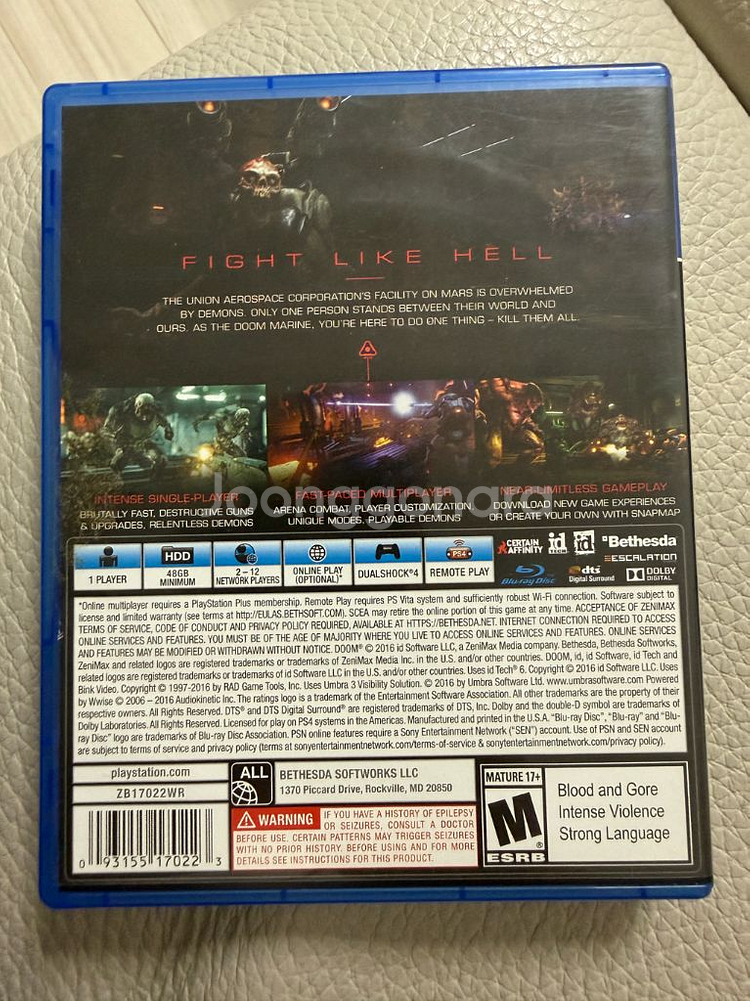 FIGHT LIKE HELL
THE UNION AEROSPACE CORPORATION'S FACILITY ON MARS IS OVERWHELMED
BY DEMONS. ONLY ONE PERSON STANDS BETWEEN THEIR WORLD AND
OURS. AS THE DOOM MARINE, YOU'RE HERE TO DO ONE THING – KILL THEM ALL.
joonggonara
INTENSE SINGLE-PLAYER
BRUTALLY FAST, DESTRUCTIVE GUNS
& UPGRADES, RELENTLESS DEMONS
FAST-PACED MULTIPLAYER
ARENA COMBAT, PLAYER CUSTOMIZATION,
UNIQUE MODES, PLAYABLE DEMONS
NEAR-LIMITLESS GAMEPLAY
DOWNLOAD NEW GAME EXPERIENCES
OR CREATE YOUR OWN WITH SNAPMAP
1 PLAYER
HDD
48GB
MINIMUM
2 – 12
NETWORK PLAYERS
ONLINE PLAY
(OPTIONAL)*
DUALSHOCK®4
PS4
REMOTE PLAY
CERTAIN
AFFINITY
id
id
Bethesda
ESCALATION
Blu-ray Disc
dts
Digital Surround
DOLBY
DIGITAL
*Online multiplayer requires a PlayStation Plus membership. Remote Play requires PS Vita system and sufficiently robust Wi-Fi connection. Software subject to
license and limited warranty (see terms at http://EULAS.BETHSOFT.COM). SCEA may retire the online portion of this game at any time. ACCEPTANCE OF ZENIMAX
TERMS OF SERVICE, CODE OF CONDUCT AND PRIVACY POLICY REQUIRED, AVAILABLE AT HTTPS://BETHESDA.NET. INTERNET CONNECTION REQUIRED TO ACCESS
ONLINE SERVICES AND FEATURES. YOU MUST BE OF THE AGE OF MAJORITY WHERE YOU LIVE TO ACCESS ONLINE SERVICES AND FEATURES. ONLINE SERVICES
AND FEATURES MAY BE MODIFIED OR WITHDRAWN WITHOUT NOTICE. DOOM® © 2016 id Software LLC, a ZeniMax Media company. Bethesda, Bethesda Softworks,
ZeniMax and related logos are registered trademarks or trademarks of ZeniMax Media Inc. in the U.S. and/or other countries. DOOM, id, id Software, id Tech and
related logos are registered trademarks or trademarks of id Software LLC in the U.S. and/or other countries. Uses id Tech® 6. Copyright © 2016 id Software LLC. Uses
Bink Video. Copyright © 1997-2016 by RAD Game Tools, Inc. Uses Umbra 3 Visibility Solution. © 2016 by Umbra Software Ltd. www.umbrasoftware.com Powered
by Wwise © 2006 – 2016 Audiokinetic Inc. The ratings logo is a trademark of the Entertainment Software Association. All other trademarks are the property of their
respective owners. All Rights Reserved. DTS® and DTS Digital Surround® are registered trademarks of DTS, Inc. Dolby and the double-D symbol are trademarks of
Dolby Laboratories. All Rights Reserved. Licensed for play on PS4 systems in the Americas. Manufactured and printed in the U.S.A. "Blu-ray Disc", "Blu-ray" and "Blu-
ray Disc" logo are trademarks of Blu-ray Disc Association. PSN online features require a Sony Entertainment Network ("SEN") account. Use of PSN and SEN account
are subject to terms of service and privacy policy (terms at sonyentertainmentnetwork.com/terms-of-service & sonyentertainmentnetwork.com/privacy policy).
playstation.com
ZB17022WR
0 93155 17022 3
ALL
BETHESDA SOFTWORKS LLC
1370 Piccard Drive, Rockville, MD 20850
WARNING IF YOU HAVE A HISTORY OF EPILEPSY
OR SEIZURES, CONSULT A DOCTOR
BEFORE USE. CERTAIN PATTERNS MAY TRIGGER SEIZURES
WITH NO PRIOR HISTORY. BEFORE USING AND FOR MORE
DETAILS SEE INSTRUCTIONS FOR THIS PRODUCT.
MATURE 17+
M
®
ESRB
Blood and Gore
Intense Violence
Strong Language